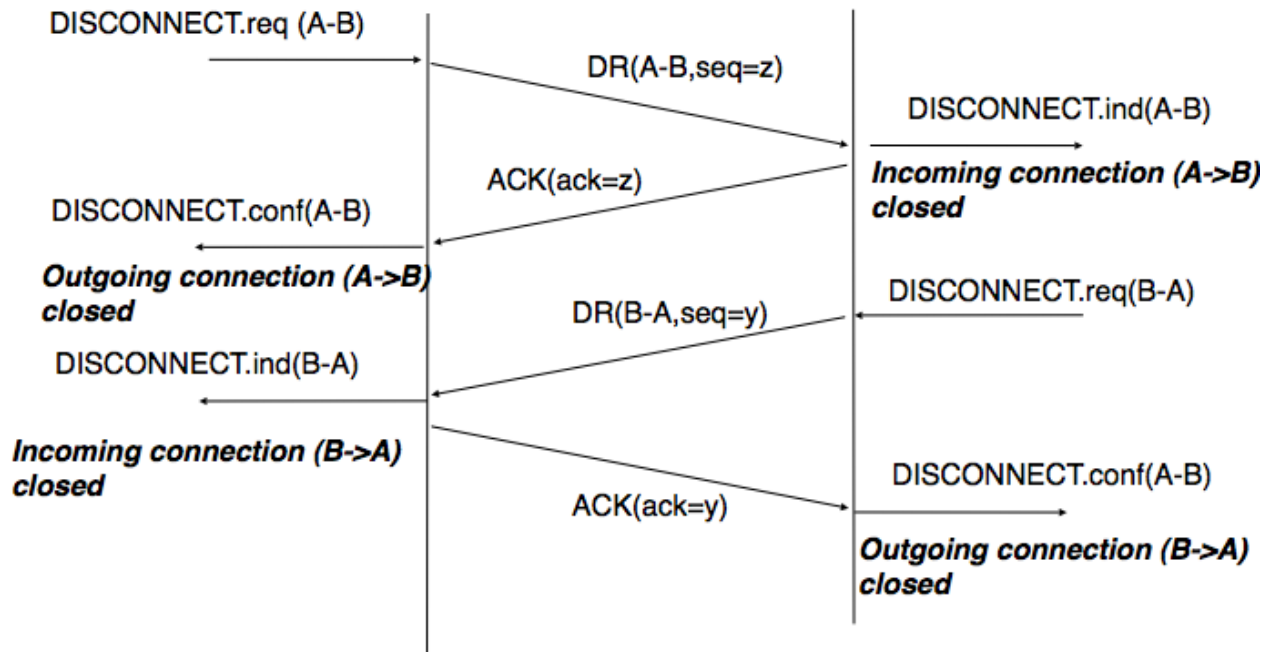 DISCONNECT.req (A-B)
DR(A-B,seq=z)
DISCONNECT.ind(A-B)
Incoming connection (A->B)
closed
ACK(ack=z)
DISCONNECT.conf(A-B)
Outgoing connection (A->B)
closed
DISCONNECT.req(B-A)
DR(B-A,seq=y)
DISCONNECT.ind(B-A)
Incoming connection (B->A)
closed
ACK(ack=y)
DISCONNECT.conf(A-B)
Outgoing connection (B->A)
closed